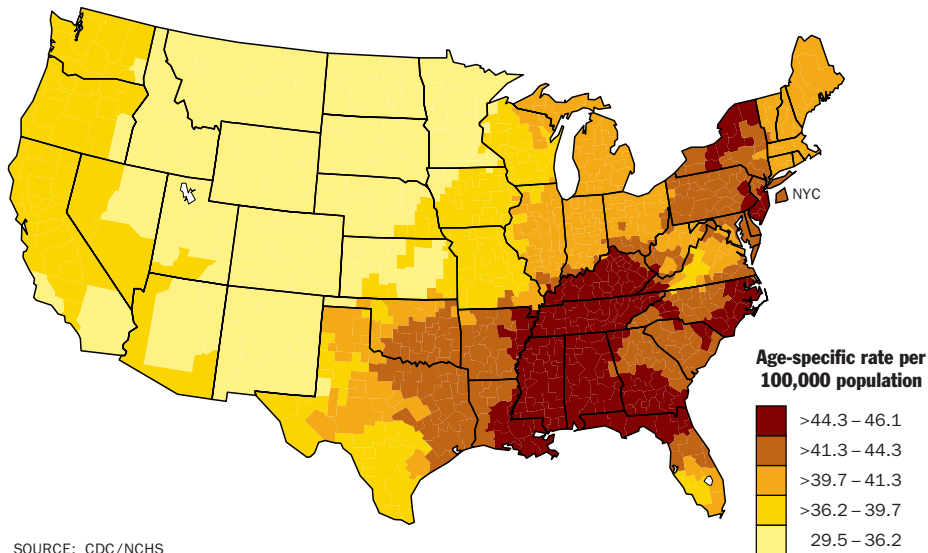 NYC
Age-specific rate per
100,000 population
>44.3 – 46.1
>41.3 – 44.3
>39.7 – 41.3
>36.2 – 39.7
29.5 – 36.2
SOURCE: CDC/NCHS